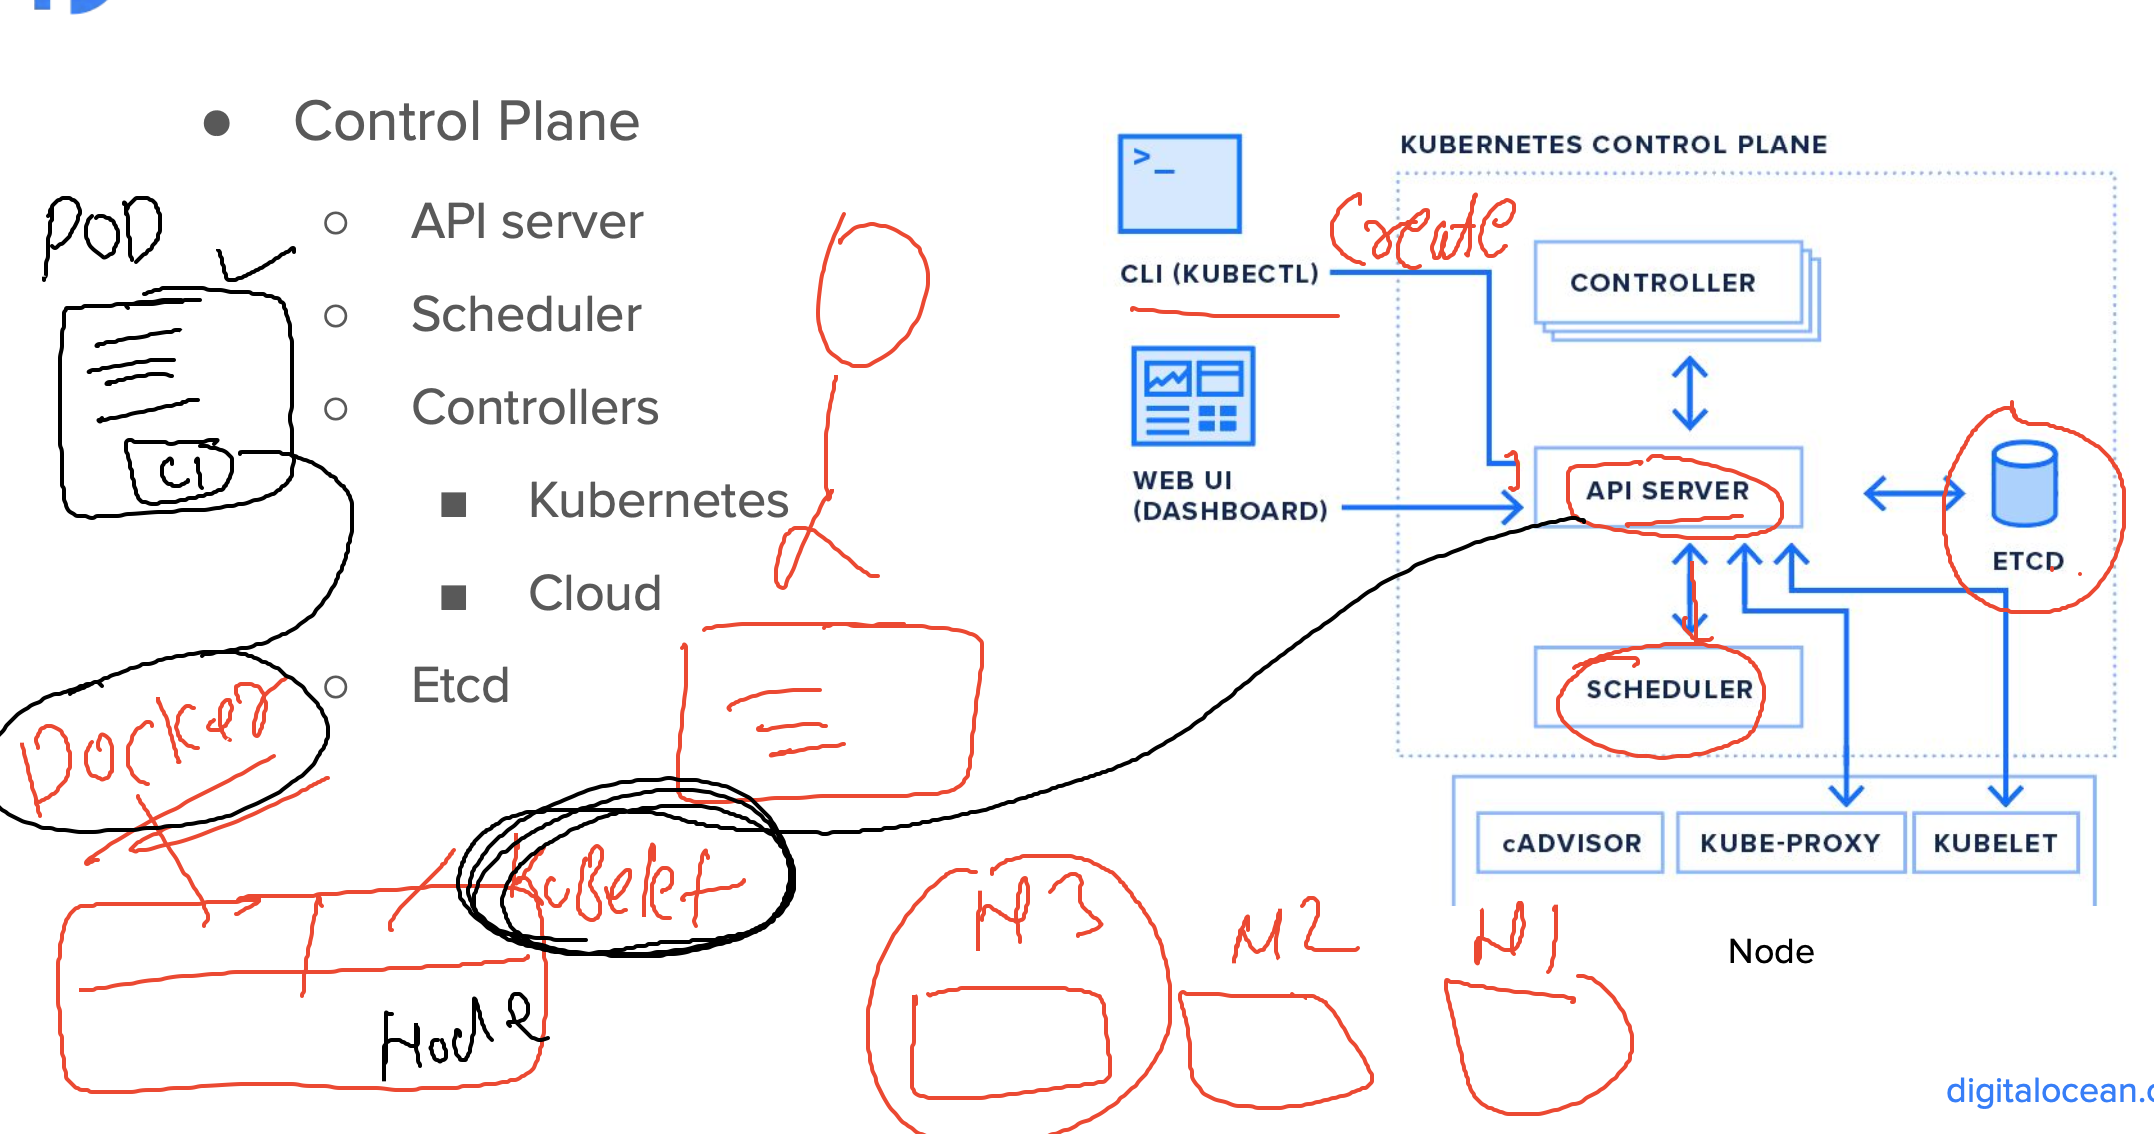 Control Plane
API server
Scheduler
Controllers
Kubernetes
Cloud
Etcd
POD
C1
Docker
KuBelet
Node
>_
CLI (KUBECTL)
Create
WEB UI
(DASHBOARD)
KUBERNETES CONTROL PLANE
CONTROLLER
API SERVER
ETCD
SCHEDULER
cADVISOR
KUBE-PROXY
KUBELET
N3
N2
N1
Node
digitalocean.